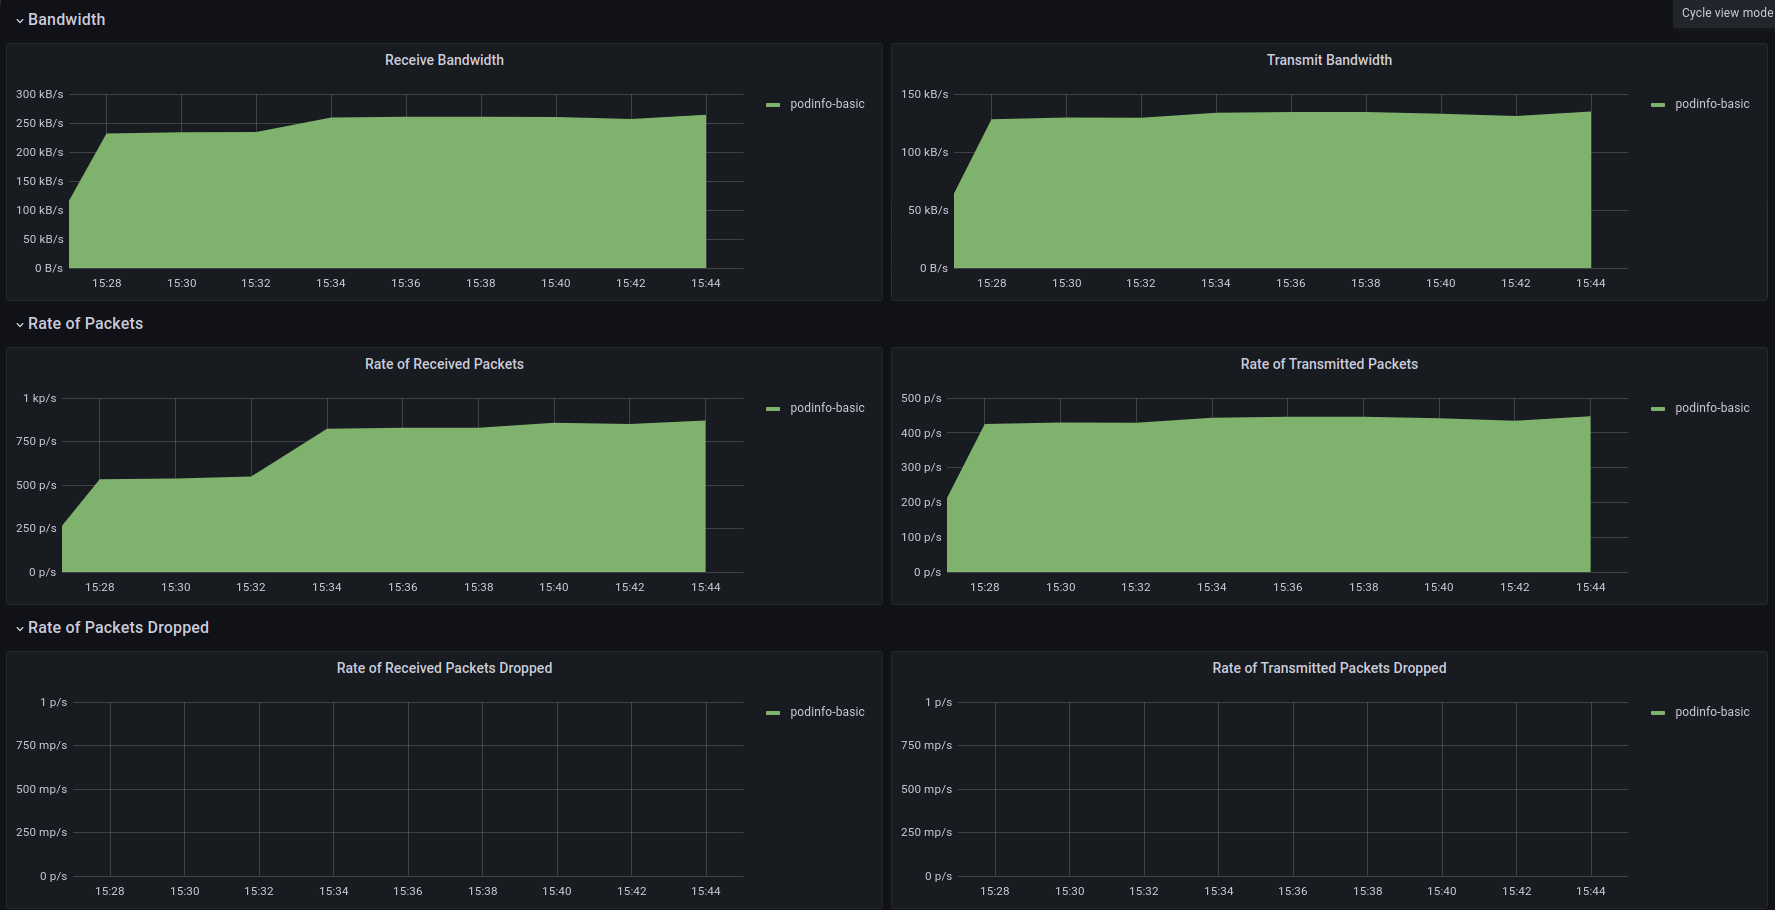 Bandwidth
Cycle view mode
Receive Bandwidth
300 kB/s
250 kB/s
200 kB/s
150 kB/s
100 kB/s
50 kB/s
0 B/s
15:28 15:30 15:32 15:34 15:36 15:38 15:40 15:42 15:44
podinfo-basic
Transmit Bandwidth
150 kB/s
100 kB/s
50 kB/s
0 B/s
15:28 15:30 15:32 15:34 15:36 15:38 15:40 15:42 15:44
podinfo-basic
Rate of Packets
Rate of Received Packets
1 kp/s
750 p/s
500 p/s
250 p/s
0 p/s
15:28 15:30 15:32 15:34 15:36 15:38 15:40 15:42 15:44
podinfo-basic
Rate of Transmitted Packets
500 p/s
400 p/s
300 p/s
200 p/s
100 p/s
0 p/s
15:28 15:30 15:32 15:34 15:36 15:38 15:40 15:42 15:44
podinfo-basic
Rate of Packets Dropped
Rate of Received Packets Dropped
1 p/s
750 mp/s
500 mp/s
250 mp/s
0 p/s
15:28 15:30 15:32 15:34 15:36 15:38 15:40 15:42 15:44
podinfo-basic
Rate of Transmitted Packets Dropped
1 p/s
750 mp/s
500 mp/s
250 mp/s
0 p/s
15:28 15:30 15:32 15:34 15:36 15:38 15:40 15:42 15:44
podinfo-basic